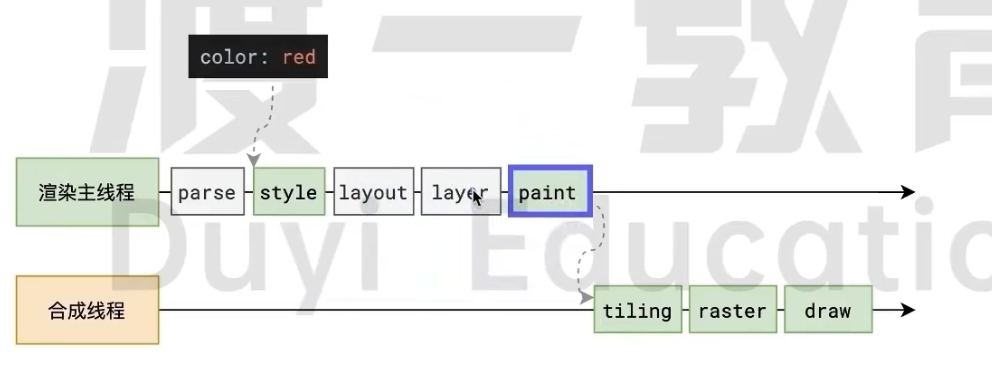 渡一教育
color: red
渲染主线程
parse
style
layout
layer
paint
Duyi Educatio
合成线程
tiling
raster
draw